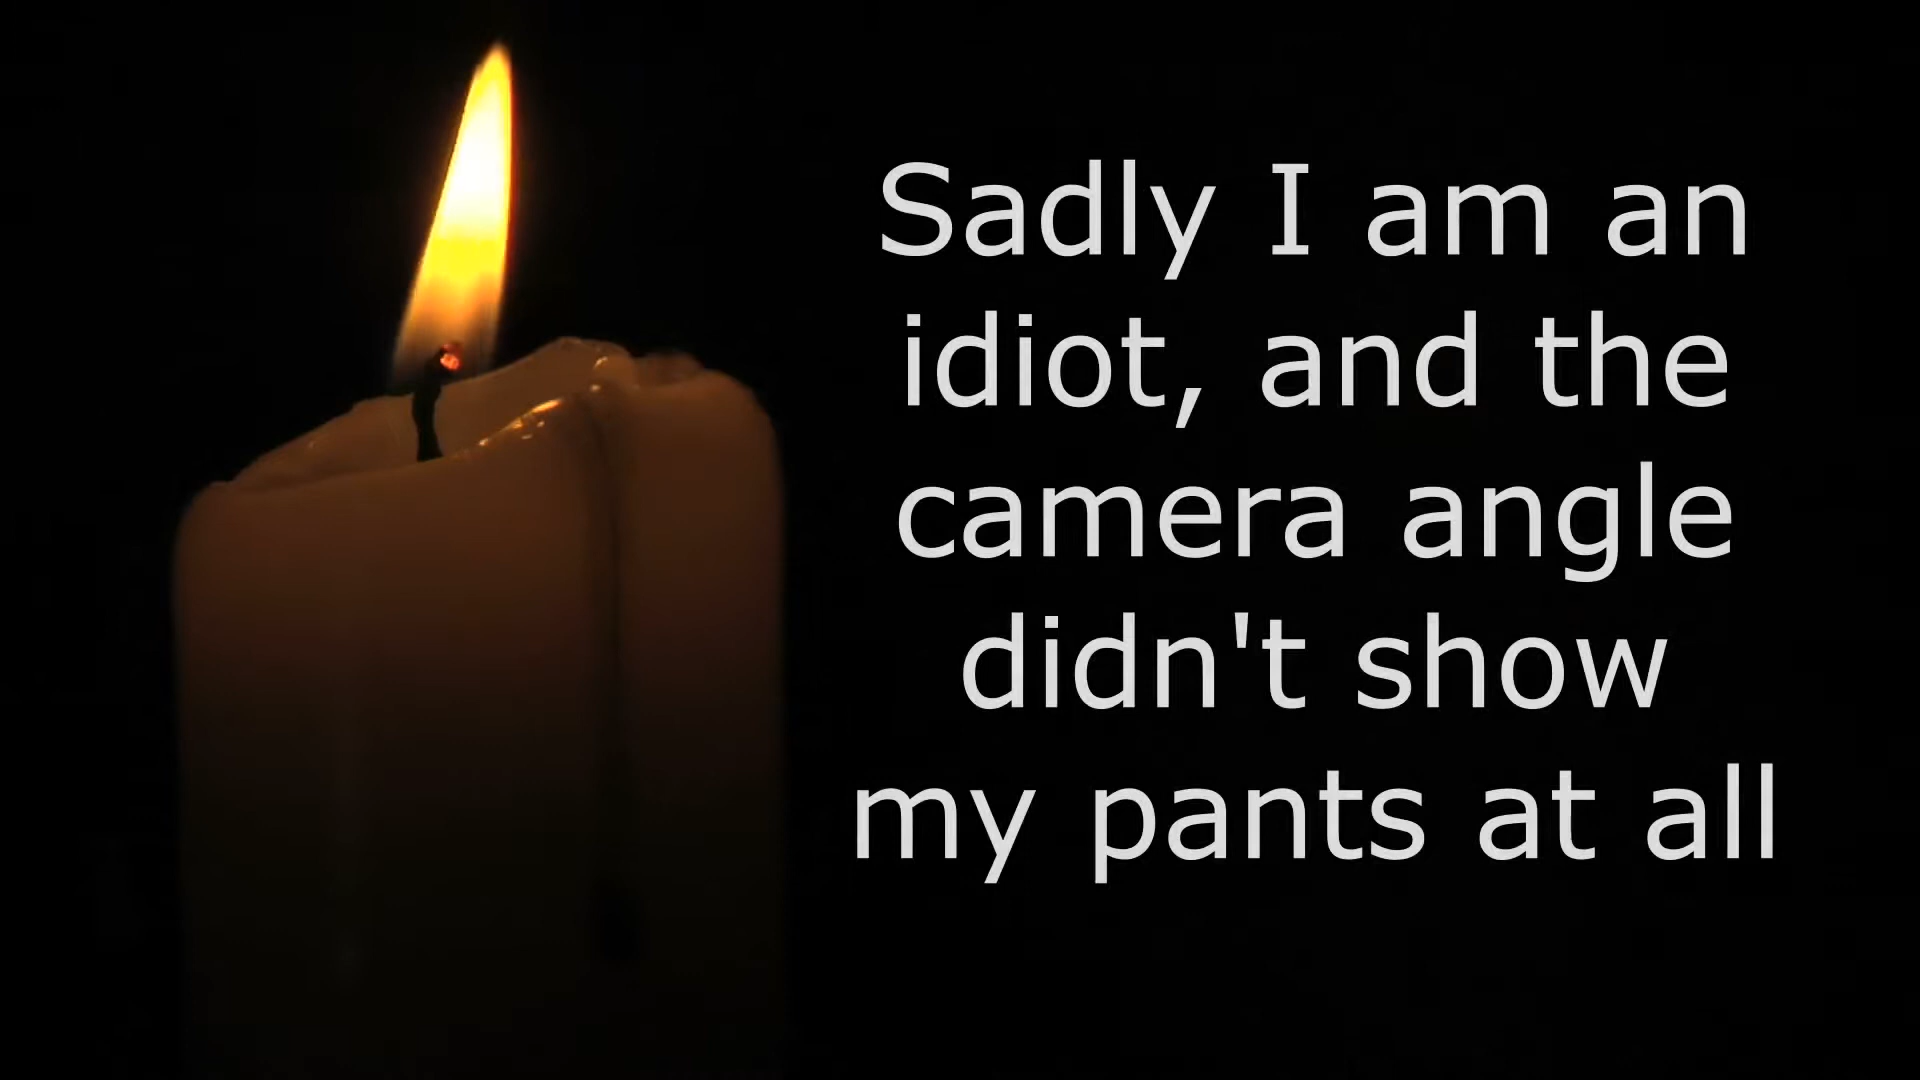 Sadly I am an
idiot, and the
camera angle
didn't show
my pants at all